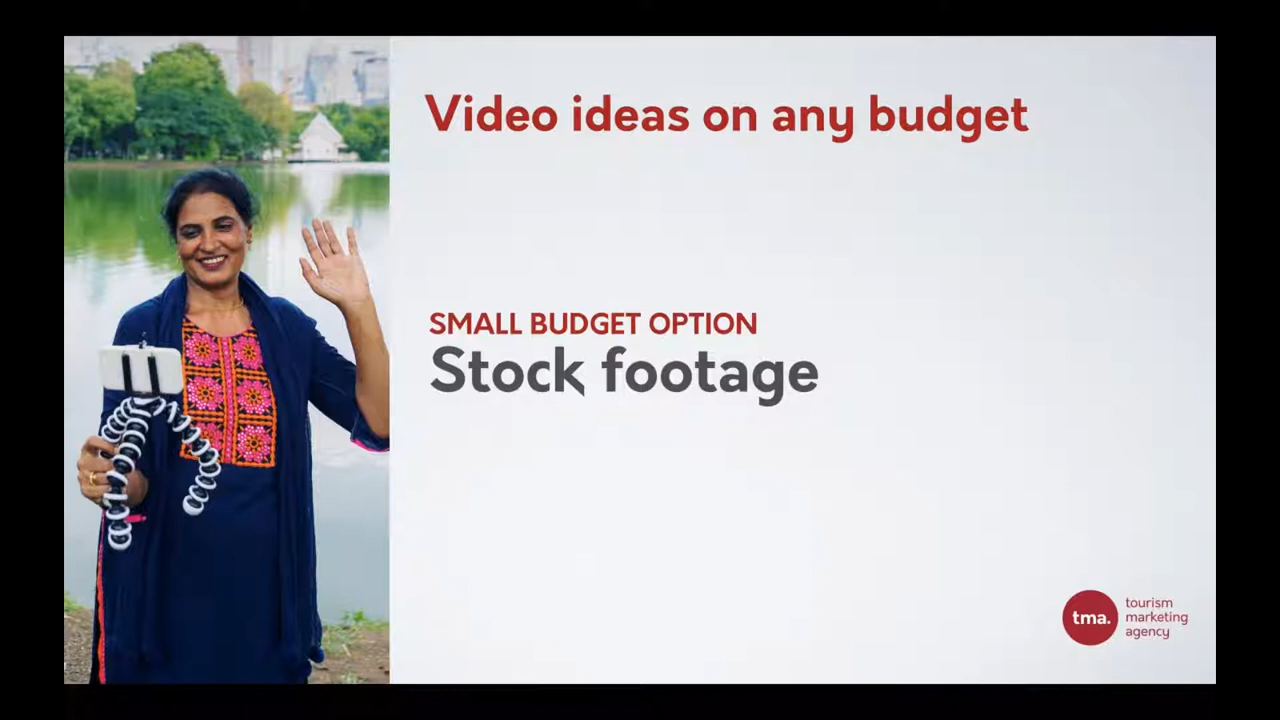 Video ideas on any budget
SMALL BUDGET OPTION
Stock footage
tma.
tourism
marketing
agency